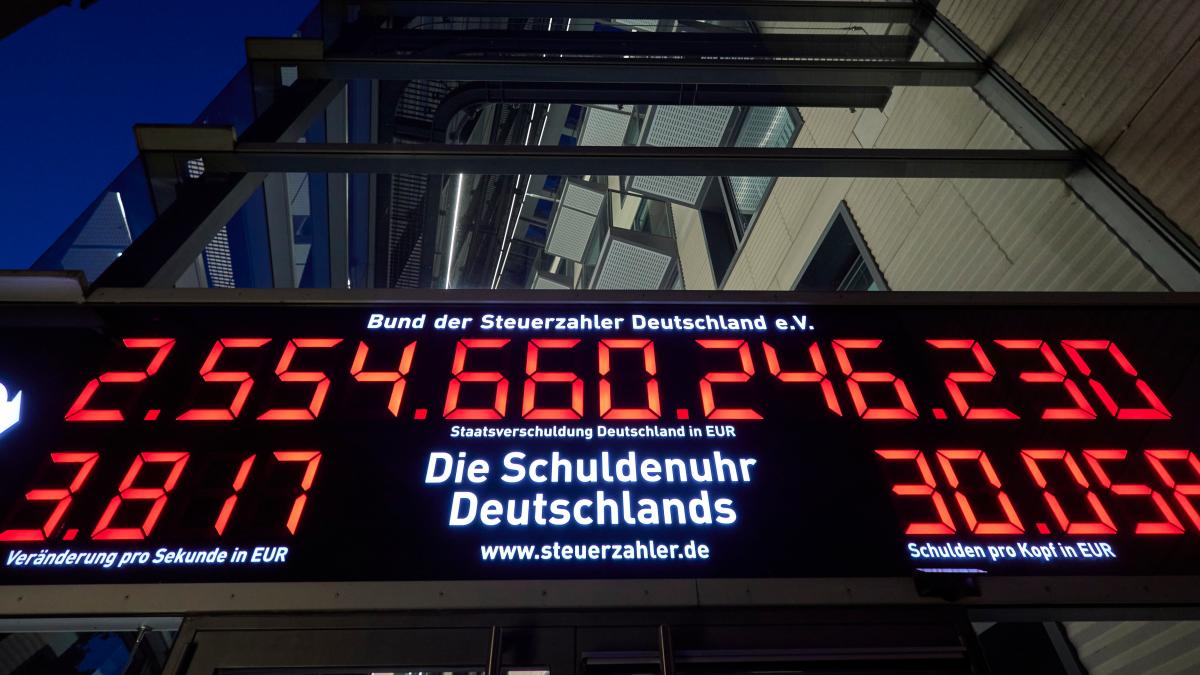 Bund der Steuerzahler Deutschland e.V.
2.554.660.246.230
Staatsverschuldung Deutschland in EUR
3.817
Veränderung pro Sekunde in EUR
Die Schuldenuhr
Deutschlands
www.steuerzahler.de
30.05
Schulden pro Kopf in EUR